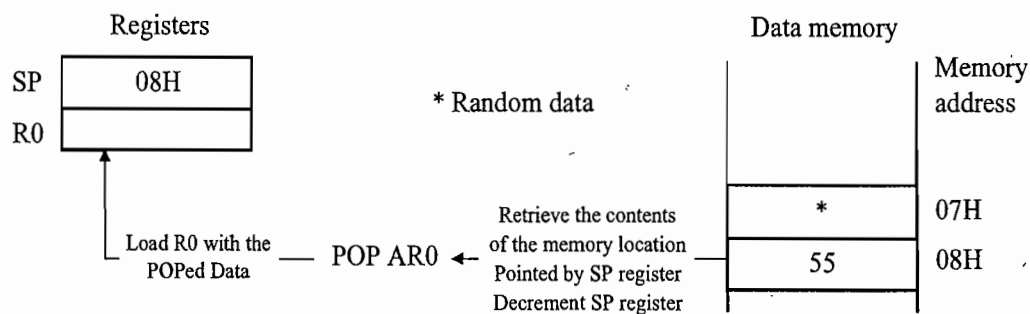 Registers
Data memory
SP
08H
Memory
address
* Random data
R0
*
07H
Retrieve the contents
of the memory location
Pointed by SP register
Decrement SP register
Load R0 with the
POPed Data
POP AR0
55
08H